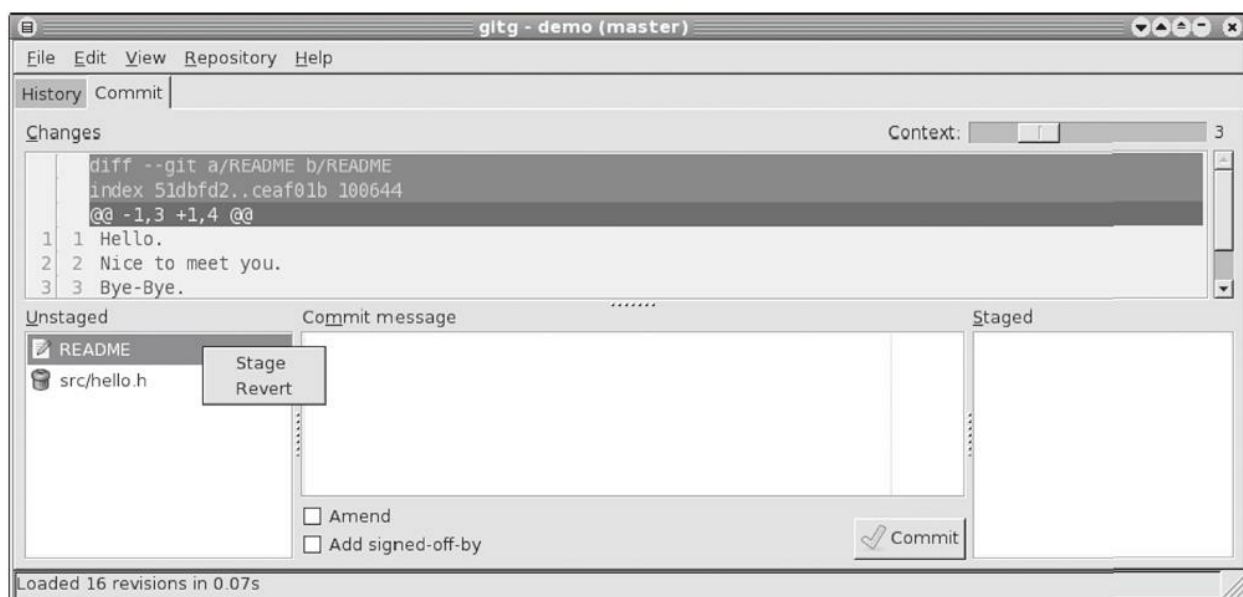 gitg - demo (master)
File Edit View Repository Help
History Commit
Changes Context: 3
diff --git a/README b/README
index 51dbfd2..ceaf01b 100644
@@ -1,3 +1,4 @@
1 1 Hello.
2 2 Nice to meet you.
3 3 Bye-Bye.
Unstaged Commit message Staged
README
Stage
src/hello.h
Revert
Amend
Add signed-off-by
Commit
Loaded 16 revisions in 0.07s